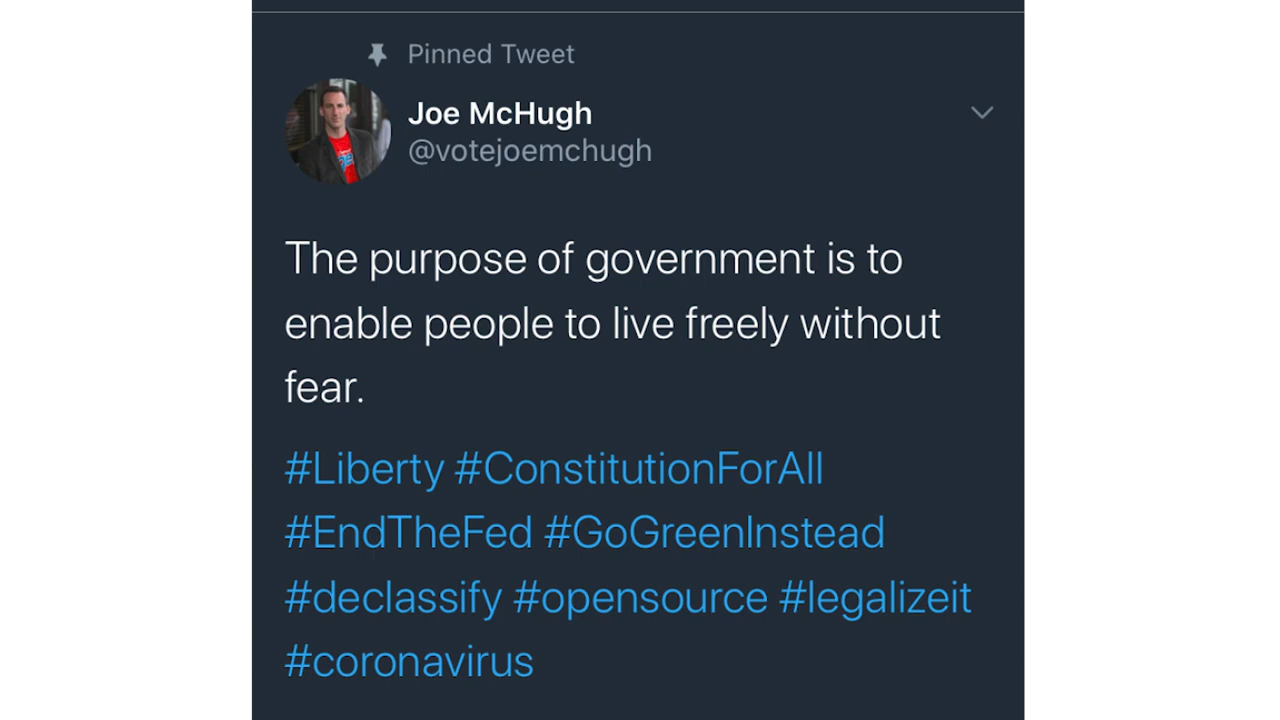 Pinned Tweet
Joe McHugh
@votejoemchugh
The purpose of government is to
enable people to live freely without
fear.
#Liberty #ConstitutionForAll
#EndTheFed #GoGreenInstead
#declassify #opensource #legalizeit
#coronavirus